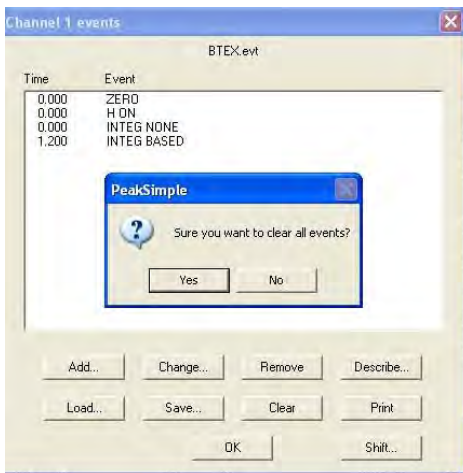 Channel 1 events
BTEX.evt
Time Event
0.000 ZERO
0.000 H ON
0.000 INTEG NONE
1.200 INTEG BASED
PeakSimple
Sure you want to clear all events?
Yes No
Add... Change... Remove Describe...
Load... Save... Clear Print
OK Shift...